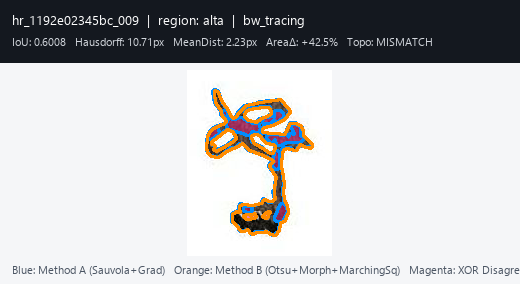 hr_1192e02345bc_009 | region: alta | bw_tracing
IoU: 0.6008 Hausdorff: 10.71px MeanDist: 2.23px AreaΔ: +42.5% Topo: MISMATCH
Blue: Method A (Sauvola+Grad) Orange: Method B (Otsu+Morph+MarchingSq) Magenta: XOR Disagre